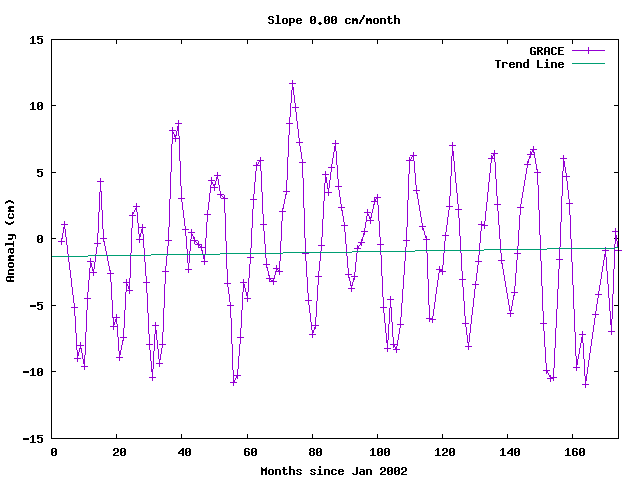 Slope 0.00 cm/month
15
GRACE
Trend Line
10
5
0
-5
-10
-15
Anomaly (cm)
0 20 40 60 80 100 120 140 160
Months since Jan 2002